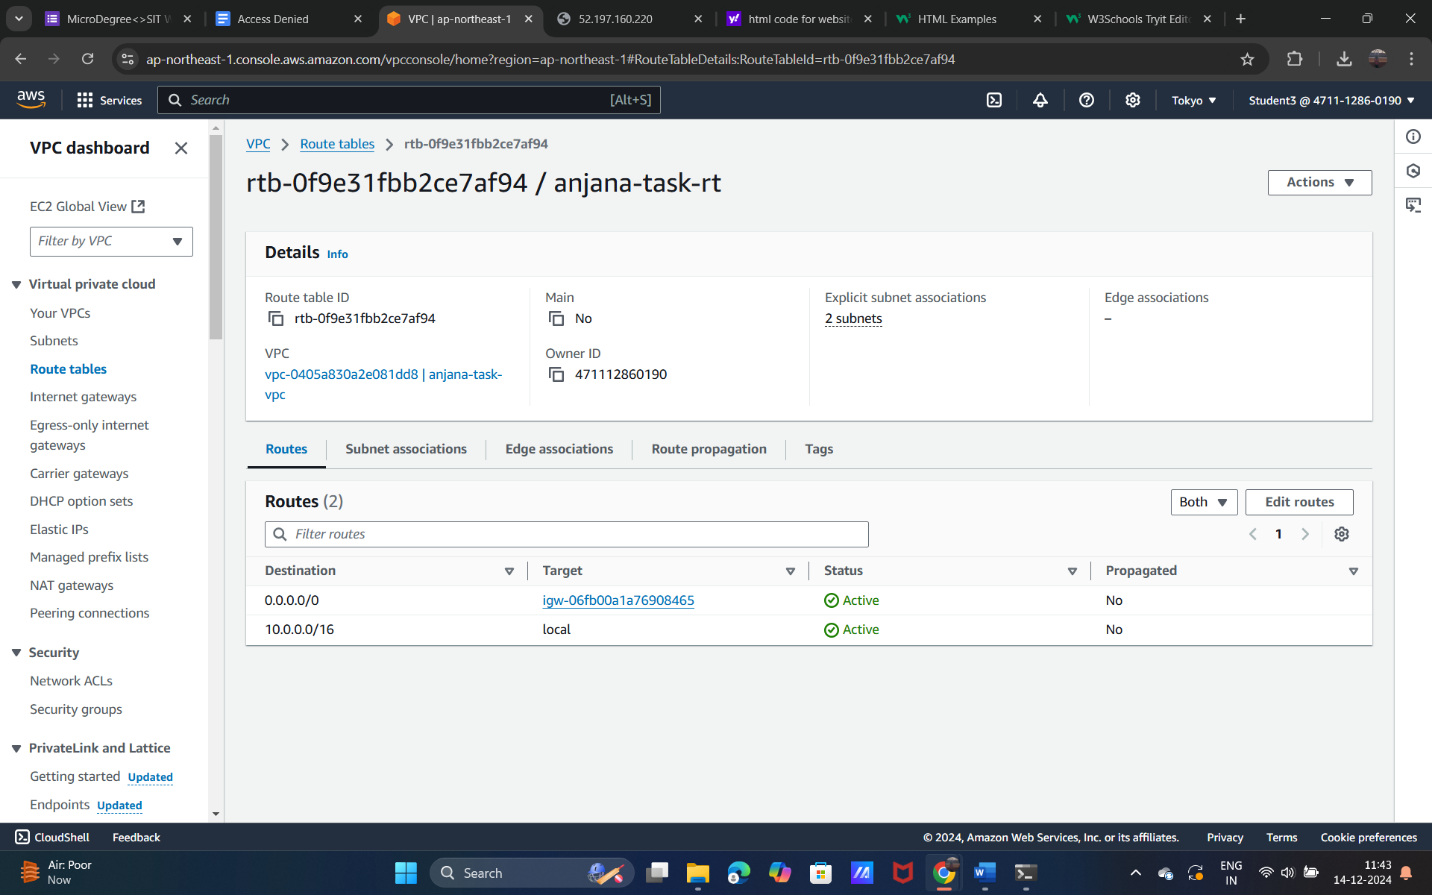 MicroDegree<>SIT
Access Denied
VPC | ap-northeast-1
52.197.160.220
html code for website
HTML Examples
W3Schools Tryit Edit
ap-northeast-1.console.aws.amazon.com/vpcconsole/home?region=ap-northeast-1#RouteTableDetails:RouteTableId=rtb-0f9e31fbb2ce7af94
aws
Services
Search
[Alt+S]
Tokyo
Student3 @ 4711-1286-0190
VPC dashboard
EC2 Global View
Filter by VPC
Virtual private cloud
Your VPCs
Subnets
Route tables
Internet gateways
Egress-only internet
gateways
Carrier gateways
DHCP option sets
Elastic IPs
Managed prefix lists
NAT gateways
Peering connections
Security
Network ACLs
Security groups
PrivateLink and Lattice
Getting started Updated
Endpoints Updated
VPC > Route tables > rtb-0f9e31fbb2ce7af94
rtb-0f9e31fbb2ce7af94 / anjana-task-rt
Actions
Details Info
Route table ID
rtb-0f9e31fbb2ce7af94
Main
No
Explicit subnet associations
2 subnets
Edge associations
–
VPC
vpc-0405a830a2e081dd8 | anjana-task-
vpc
Owner ID
471112860190
Routes
Subnet associations
Edge associations
Route propagation
Tags
Routes (2)
Both
Edit routes
Filter routes
1
Destination Target Status Propagated
0.0.0.0/0 igw-06fb00a1a76908465 Active No
10.0.0.0/16 local Active No
CloudShell Feedback
© 2024, Amazon Web Services, Inc. or its affiliates. Privacy Terms Cookie preferences
Air: Poor
Now
Search
ENG
IN
11:43
14-12-2024